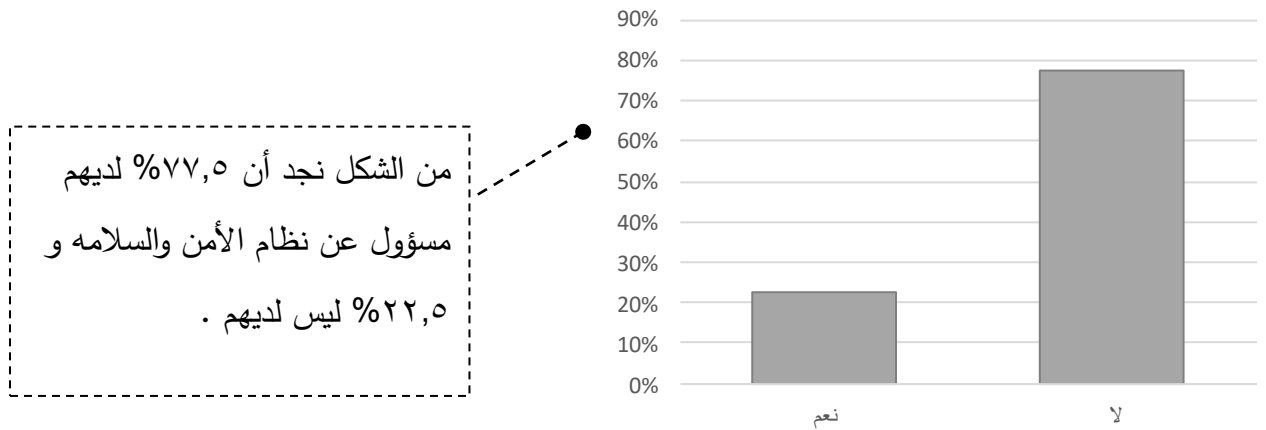 من الشكل نجد أن ٧٧,٥% لديهم
مسؤول عن نظام الأمن والسلامه و
٢٢,٥% ليس لديهم .
90%
80%
70%
60%
50%
40%
30%
20%
10%
0%
نعم
لا